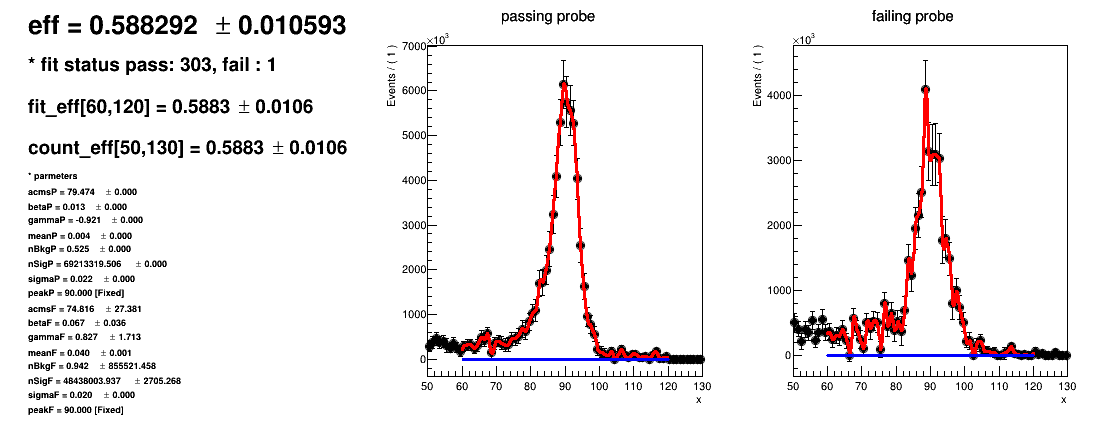 eff = 0.588292 ± 0.010593
* fit status pass: 303, fail : 1
fit_eff[60,120] = 0.5883 ± 0.0106
count_eff[50,130] = 0.5883 ± 0.0106
* parmeters
acmsP = 79.474 ± 0.000
betaP = 0.013 ± 0.000
gammaP = -0.921 ± 0.000
meanP = 0.004 ± 0.000
nBkgP = 0.525 ± 0.000
nSigP = 69213319.506 ± 0.000
sigmaP = 0.022 ± 0.000
peakP = 90.000 [Fixed]
acmsF = 74.816 ± 27.381
betaF = 0.067 ± 0.036
gammaF = 0.827 ± 1.713
meanF = 0.040 ± 0.001
nBkgF = 0.942 ± 855521.458
nSigF = 48438003.937 ± 2705.268
sigmaF = 0.020 ± 0.000
peakF = 90.000 [Fixed]
passing probe
×10³
Events / ( 1 )
7000
6000
5000
4000
3000
2000
1000
0
50 60 70 80 90 100 110 120 130
x
failing probe
×10³
Events / ( 1 )
4000
3000
2000
1000
0
50 60 70 80 90 100 110 120 130
x